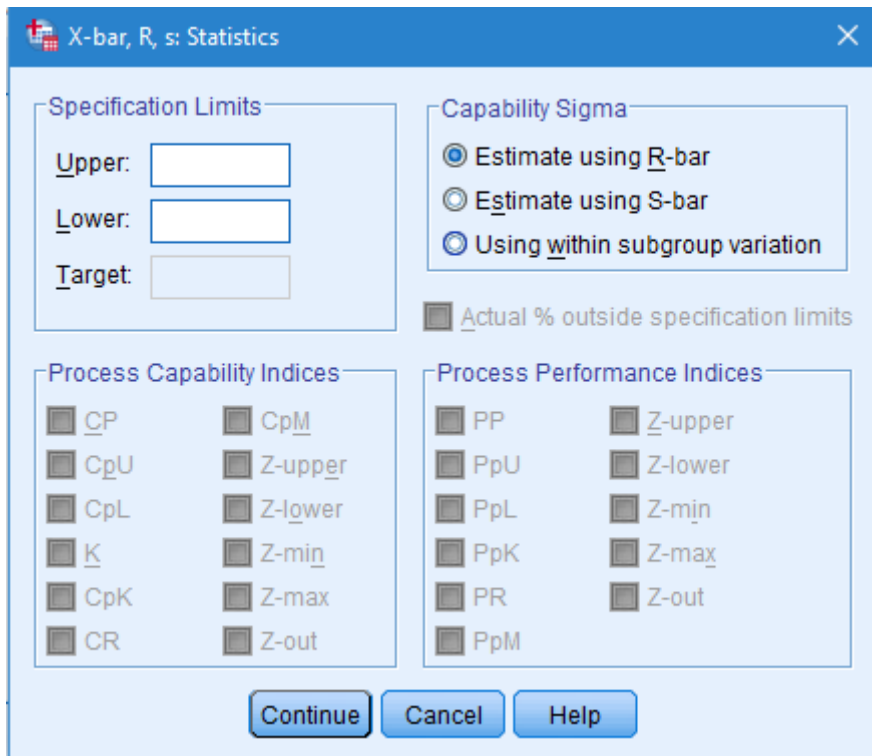 X-bar, R, s: Statistics
Specification Limits
Upper:
Lower:
Target:
Capability Sigma
Estimate using R-bar
Estimate using S-bar
Using within subgroup variation
Actual % outside specification limits
Process Capability Indices
CP
CpU
CpL
K
CpK
CR
CpM
Z-upper
Z-lower
Z-min
Z-max
Z-out
Process Performance Indices
PP
PpU
PpL
PpK
PR
PpM
Z-upper
Z-lower
Z-min
Z-max
Z-out
Continue
Cancel
Help